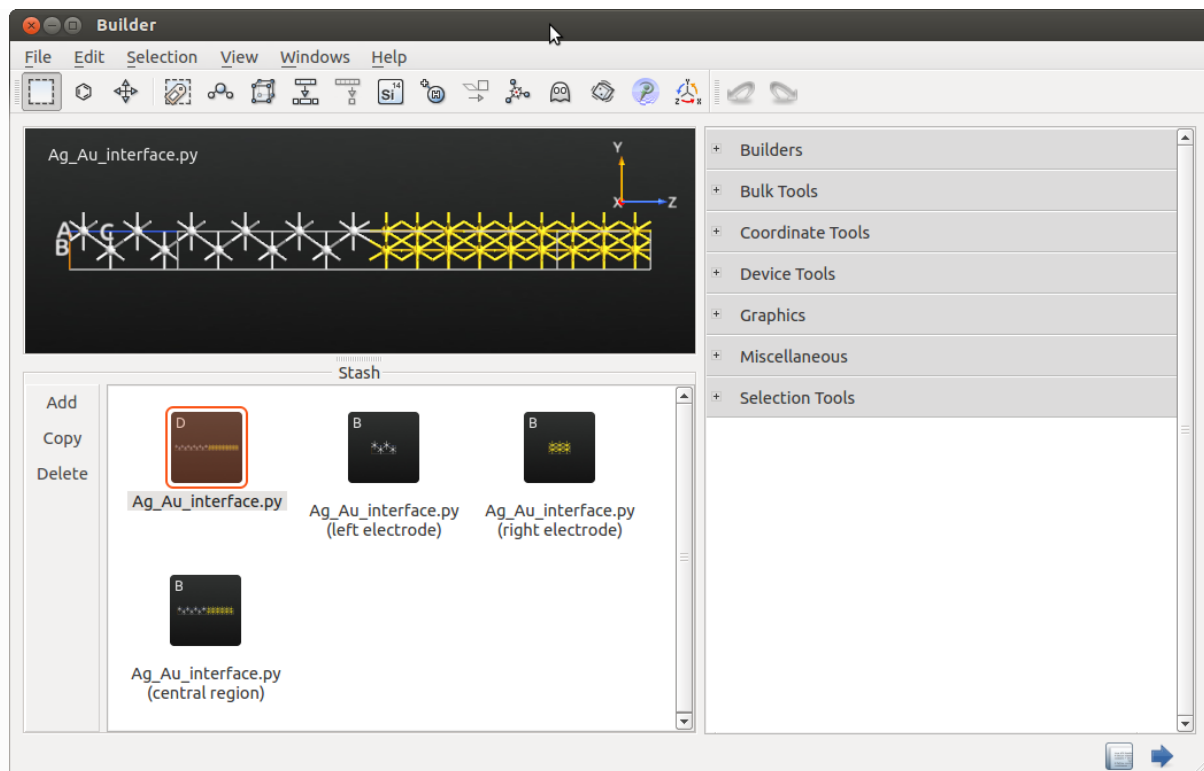 Builder
File Edit Selection View Windows Help
Si 14
H
Ag_Au_interface.py
Y
X Z
A C
B
z x
Stash
Add
Copy
Delete
D
Ag_Au_interface.py
B
Ag_Au_interface.py
(left electrode)
B
Ag_Au_interface.py
(right electrode)
B
Ag_Au_interface.py
(central region)
+ Builders
+ Bulk Tools
+ Coordinate Tools
+ Device Tools
+ Graphics
+ Miscellaneous
+ Selection Tools